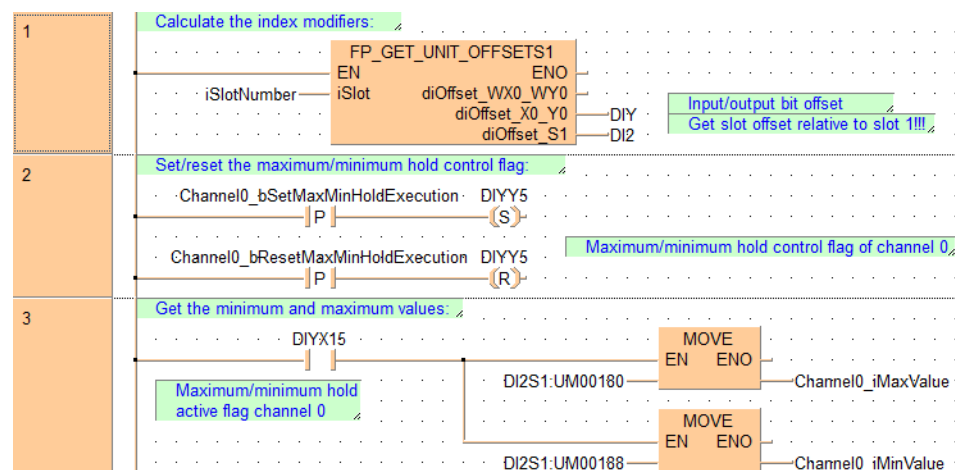 1
Calculate the index modifiers:
FP_GET_UNIT_OFFSETS1
EN ENO
iSlotNumber iSlot diOffset_WX0_WY0
diOffset_X0_Y0 DIY
diOffset_S1 DI2
Input/output bit offset
Get slot offset relative to slot 1!!!
2
Set/reset the maximum/minimum hold control flag:
Channel0_bSetMaxMinHoldExecution DIYY5
P S
Maximum/minimum hold control flag of channel 0
Channel0_bResetMaxMinHoldExecution DIYY5
P R
3
Get the minimum and maximum values:
DIYX15
MOVE
EN ENO
DI2S1:UM00180 Channel0_iMaxValue
Maximum/minimum hold
active flag channel 0
MOVE
EN ENO
DI2S1:UM00188 Channel0_iMinValue